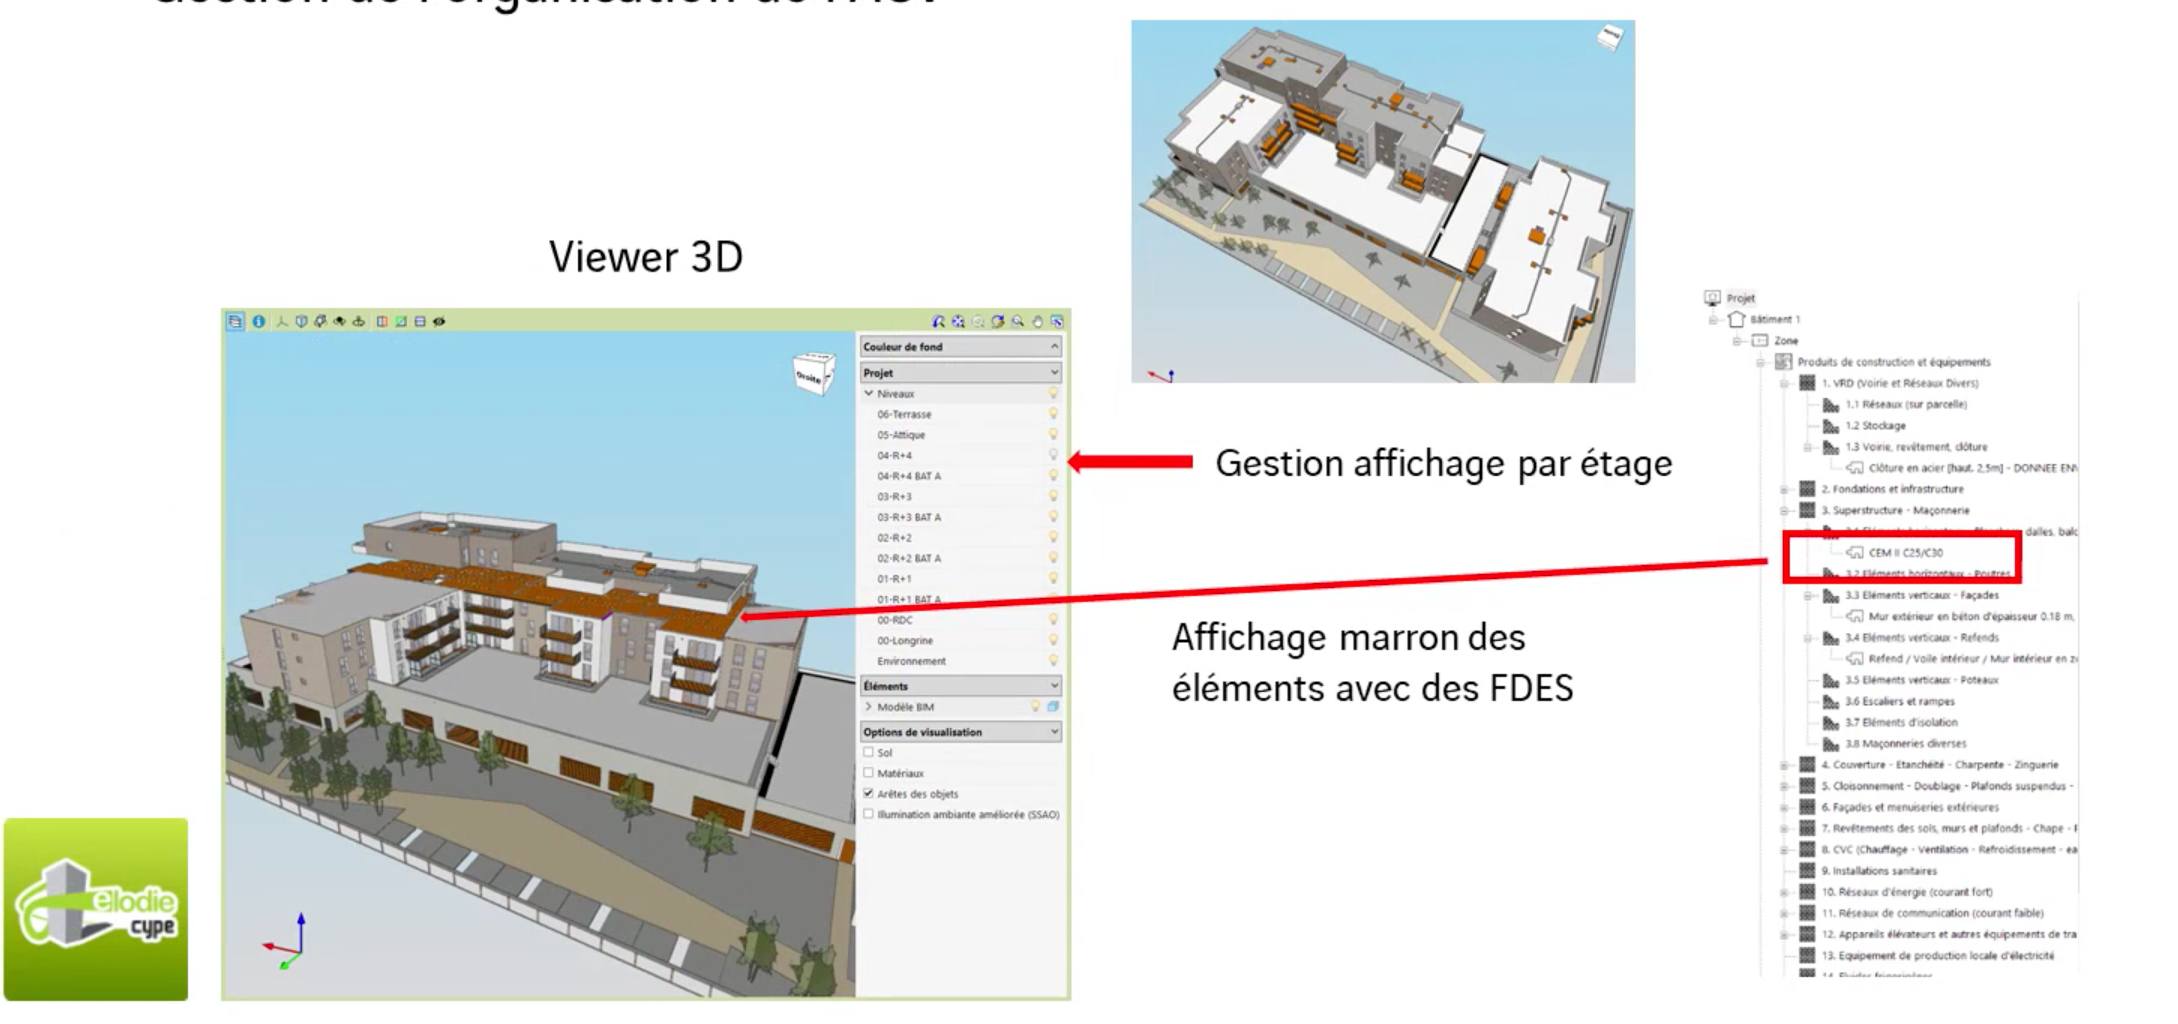 Gestion de l'organisation de l'ACV
Viewer 3D
Droite
Couleur de fond
Projet
Niveaux
06-Terrasse
05-Attique
04-R+4
04-R+4 BAT A
03-R+3
03-R+3 BAT A
02-R+2
02-R+2 BAT A
01-R+1
01-R+1 BAT A
00-RDC
00-Longrine
Environnement
Éléments
Modèle BIM
Options de visualisation
Sol
Matériaux
Arêtes des objets
Illumination ambiante améliorée (SSAO)
Gestion affichage par étage
Affichage marron des
éléments avec des FDES
Projet
Bâtiment 1
Zone
Produits de construction et équipements
1. VRD (Voirie et Réseaux Divers)
1.1 Réseaux (sur parcelle)
1.2 Stockage
1.3 Voirie, revêtement, clôture
Clôture en acier [haut. 2,5m] - DONNEE ENV
2. Fondations et infrastructure
3. Superstructure - Maçonnerie
dalles, balc
CEM II C25/C30
3.2 Eléments horizontaux - Poutres
3.3 Eléments verticaux - Façades
Mur extérieur en béton d'épaisseur 0.18 m,
3.4 Eléments verticaux - Refends
Refend / Voile intérieur / Mur intérieur en
3.5 Eléments verticaux - Poteaux
3.6 Escaliers et rampes
3.7 Eléments d'isolation
3.8 Maçonneries diverses
4. Couverture - Etanchéité - Charpente - Zinguerie
5. Cloisonnement - Doublage - Plafonds suspendus -
6. Façades et menuiseries extérieures
7. Revêtements des sols, murs et plafonds - Chape -
8. CVC (Chauffage - Ventilation - Refroidissement - ea
9. Installations sanitaires
10. Réseaux d'énergie (courant fort)
11. Réseaux de communication (courant faible)
12. Appareils élévateurs et autres équipements de tra
13. Equipement de production locale d'électricité
elodie
cype